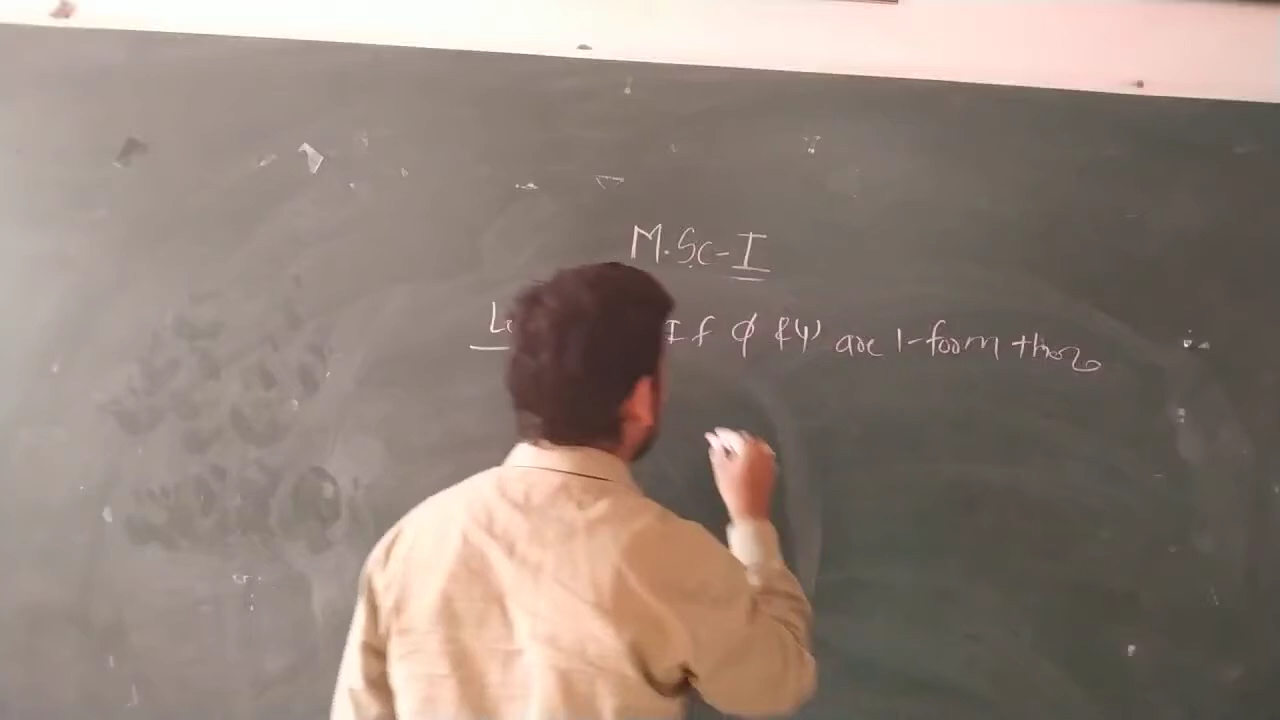 M.Sc-I
If φ & ψ are 1-form then